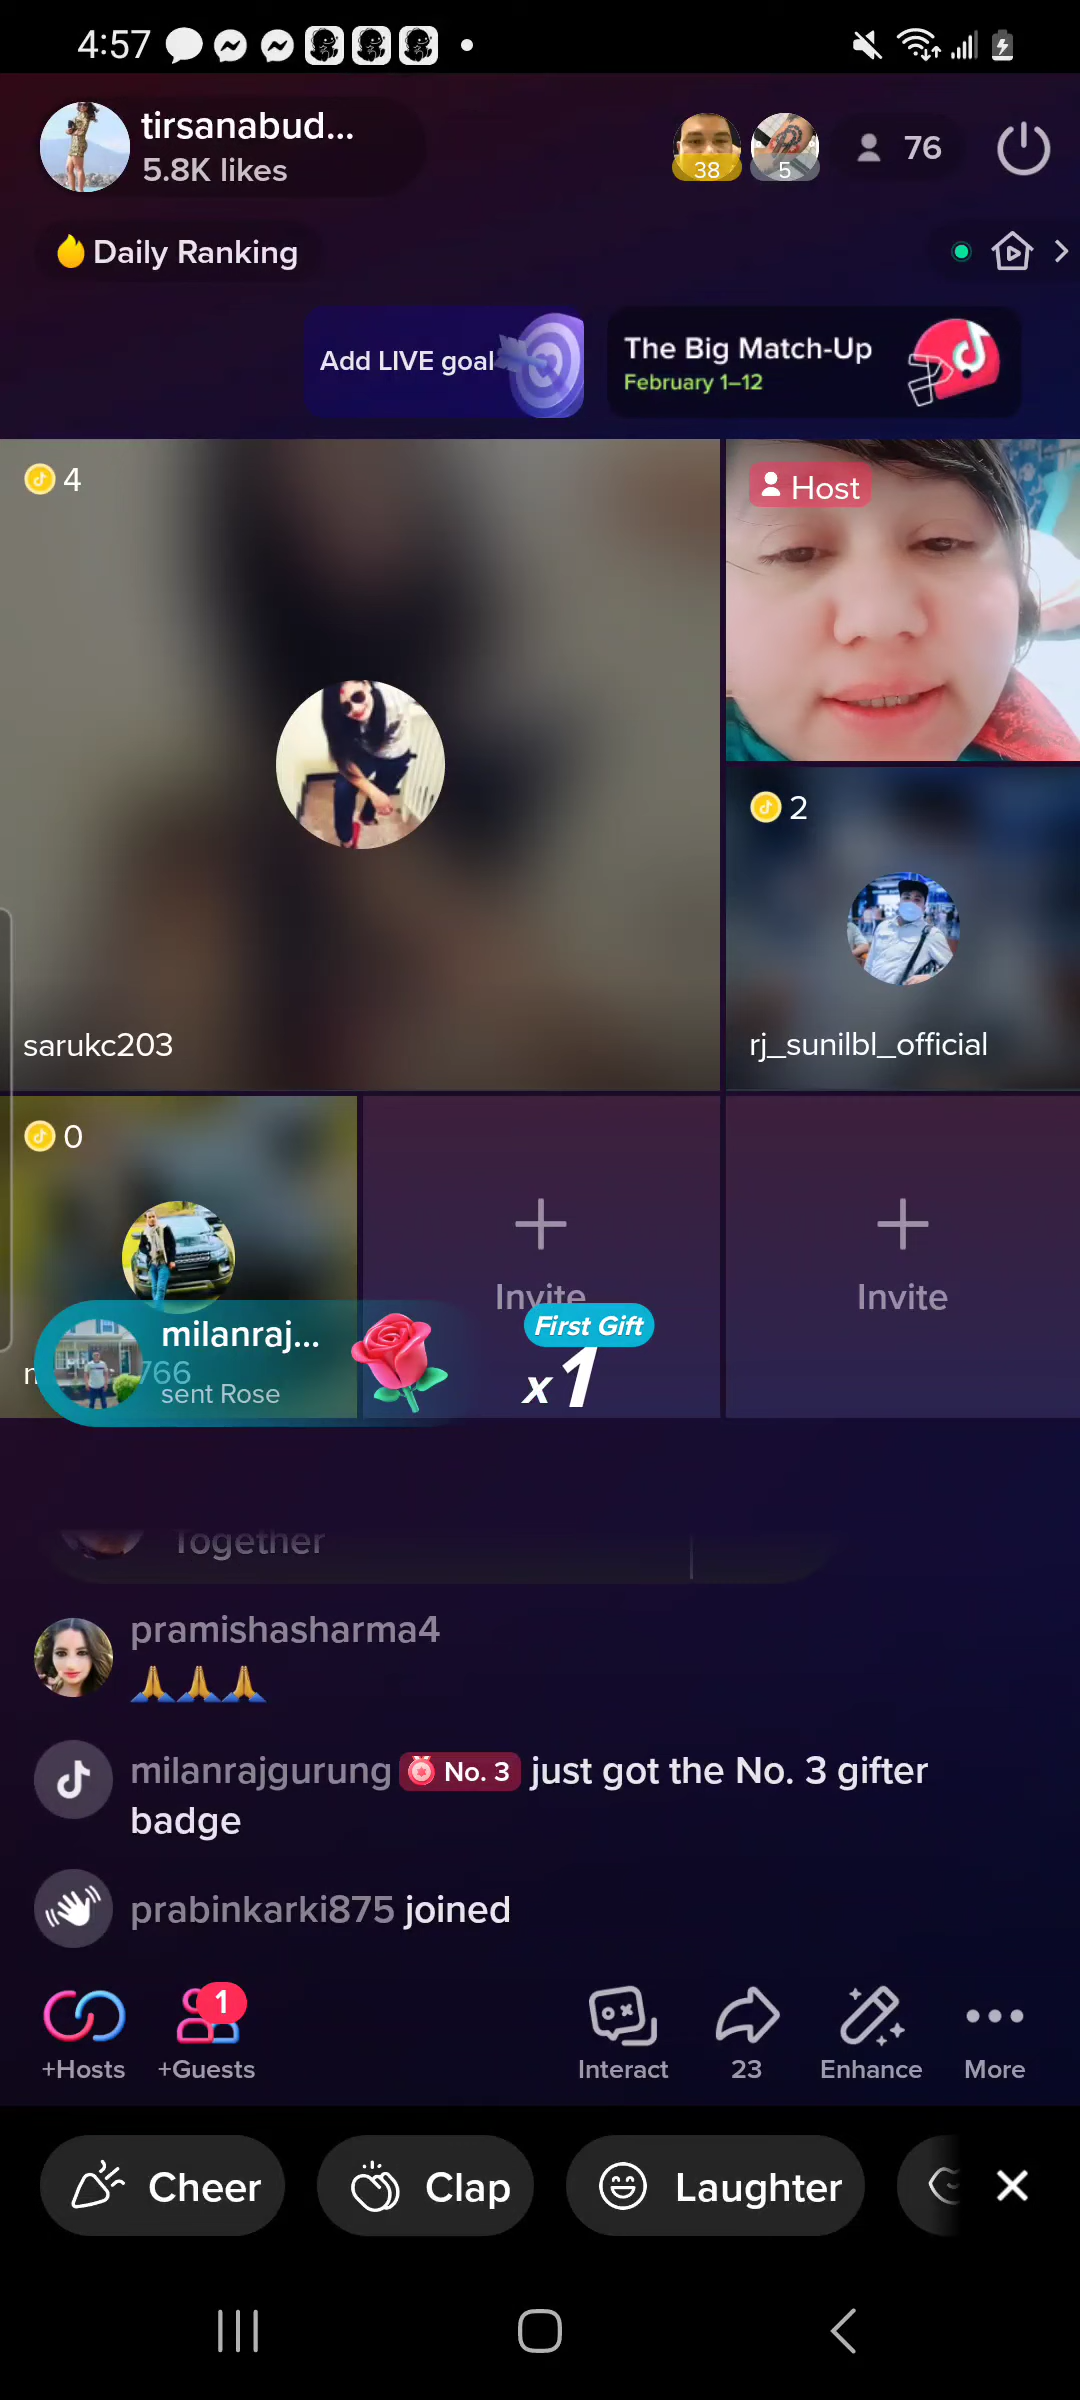 4:57
tirsanabud...
5.8K likes
38
5
76
Daily Ranking
Add LIVE goal
The Big Match-Up
February 1–12
4
Host
2
sarukc203
rj_sunilbl_official
0
Invite
Invite
First Gift
milanraj...
x1
766
sent Rose
Together
pramishasharma4
🙏🙏🙏
milanrajgurung No. 3 just got the No. 3 gifter
badge
prabinkarki875 joined
1
+Hosts
+Guests
Interact
23
Enhance
More
Cheer
Clap
Laughter